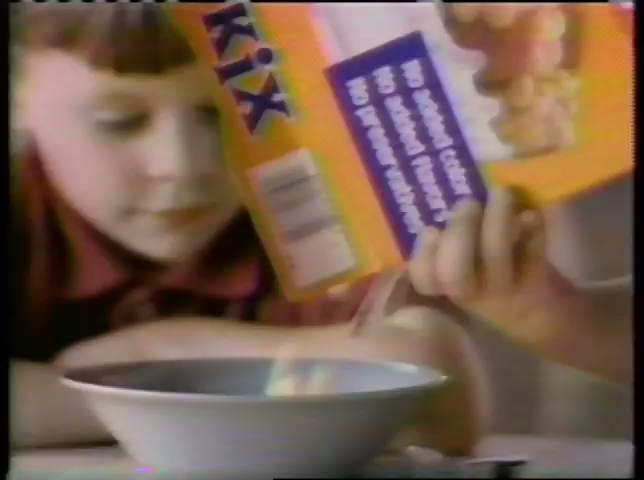 KiX
No added color
No added flavors
No preservatives